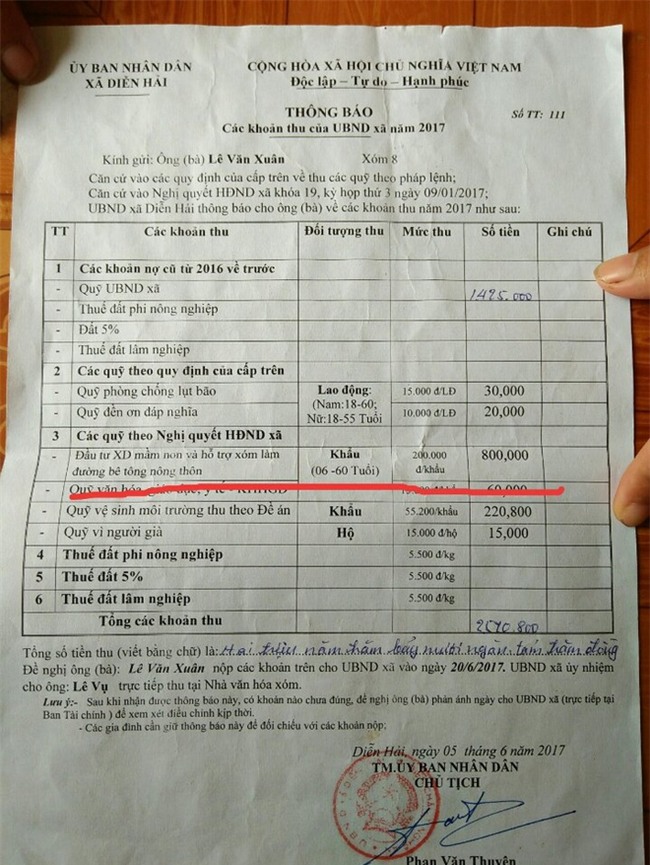 ỦY BAN NHÂN DÂN
XÃ DIỄN HẢI
CỘNG HÒA XÃ HỘI CHỦ NGHĨA VIỆT NAM
Độc lập – Tự do – Hạnh phúc
THÔNG BÁO
Số TT: 111
Các khoản thu của UBND xã năm 2017
Kính gửi: Ông (bà) Lê Văn Xuân Xóm 8
Căn cứ vào các quy định của cấp trên về thu các quỹ theo pháp lệnh;
Căn cứ vào Nghị quyết HĐND xã khóa 19, kỳ họp thứ 3 ngày 09/01/2017;
UBND xã Diễn Hải thông báo cho ông (bà) về các khoản thu năm 2017 như sau:
TT Các khoản thu Đối tượng thu Mức thu Số tiền Ghi chú
1 Các khoản nợ cũ từ 2016 về trước
- Quỹ UBND xã 1425.000
- Thuế đất phi nông nghiệp
- Đất 5%
- Thuế đất lâm nghiệp
2 Các quỹ theo quy định của cấp trên
- Quỹ phòng chống lụt bão Lao động: 15.000 đ/LĐ 30,000
(Nam:18-60;
- Quỹ đền ơn đáp nghĩa Nữ:18-55 Tuổi 10.000 đ/LĐ 20,000
3 Các quỹ theo Nghị quyết HĐND xã
- Đầu tư XD mầm non và hỗ trợ xóm làm Khẩu 200.000 800,000
đường bê tông nông thôn (06 -60 Tuổi) đ/khẩu
- Quỹ văn hóa, giáo dục, y tế - KHHGĐ 60,000
- Quỹ vệ sinh môi trường thu theo Đề án Khẩu 55.200/khẩu 220,800
- Quỹ vì người già Hộ 15.000 đ/hộ 15,000
4 Thuế đất phi nông nghiệp 5.500 đ/kg
5 Thuế đất 5% 5.500 đ/kg
6 Thuế đất lâm nghiệp 5.500 đ/kg
Tổng các khoản thu 2570.800
Tổng số tiền thu (viết bằng chữ) là: Hai triệu năm trăm bảy mươi ngàn tám trăm đồng
Đề nghị ông (bà): Lê Văn Xuân nộp các khoản trên cho UBND xã vào ngày 20/6/2017. UBND xã ủy nhiệm
cho ông: Lê Vụ trực tiếp thu tại Nhà văn hóa xóm.
Lưu ý:- Sau khi nhận được thông báo này, có khoản nào chưa đúng, đề nghị ông (bà) phản ánh ngày cho UBND xã (trực tiếp tại
Ban Tài chính ) để xem xét điều chỉnh kịp thời.
- Các gia đình cần giữ thông báo này để đối chiếu với các khoản nộp;
Diễn Hải, ngày 05 tháng 6 năm 2017
TM.ỦY BAN NHÂN DÂN
CHỦ TỊCH
Phan Văn Thuyên